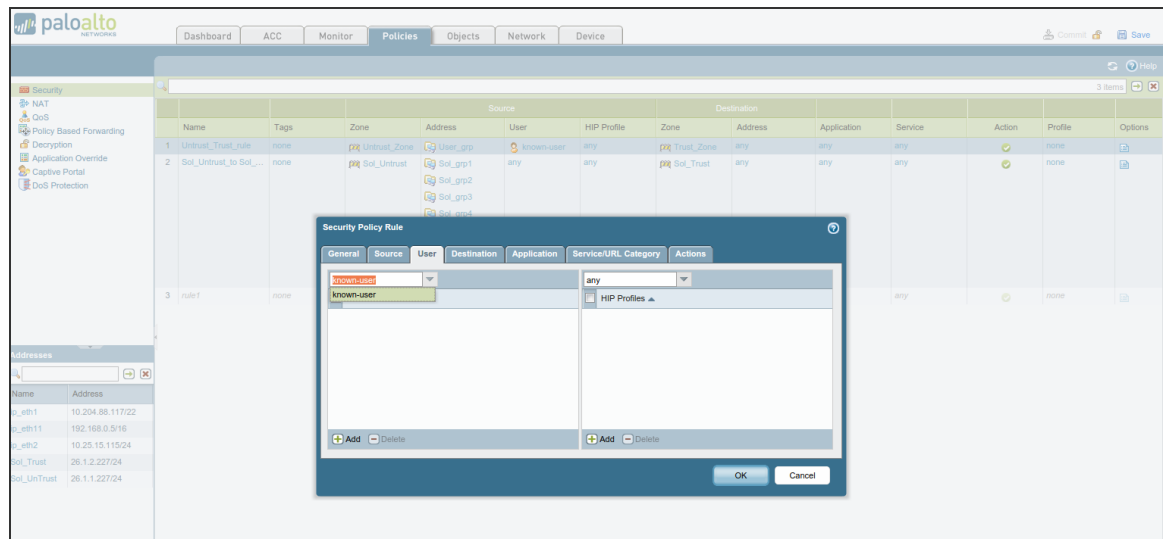 paloalto
NETWORKS
Dashboard ACC Monitor Policies Objects Network Device
Commit Save
Help
3 items
Security
NAT
QoS
Policy Based Forwarding
Decryption
Application Override
Captive Portal
DoS Protection
Source Destination
Name Tags Zone Address User HIP Profile Zone Address Application Service Action Profile Options
1 Untrust_Trust_rule none Untrust_Zone User_grp known-user any Trust_Zone any any any none
2 Sol_Untrust_to Sol_... none Sol_Untrust Sol_grp1 any any Sol_Trust any any any none
Sol_grp2
Sol_grp3
Sol_grp4
3 rule1 none any none
Security Policy Rule
General Source User Destination Application Service/URL Category Actions
known-user any
known-user HIP Profiles
Add Delete Add Delete
OK Cancel
Addresses
Name Address
p_eth1 10.204.88.117/22
p_eth11 192.168.0.5/16
p_eth2 10.25.15.115/24
Sol_Trust 26.1.2.227/24
Sol_UnTrust 26.1.1.227/24